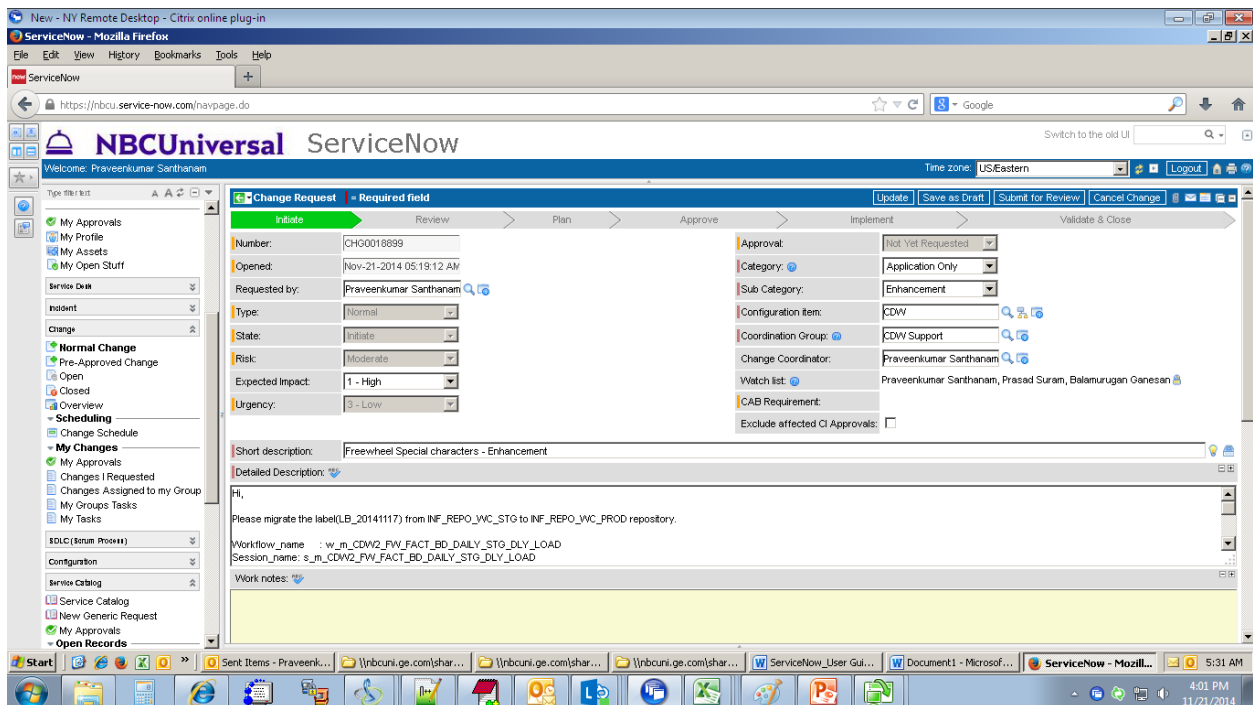 New - NY Remote Desktop - Citrix online plug-in
ServiceNow - Mozilla Firefox
File Edit View History Bookmarks Tools Help
now ServiceNow +
https://nbcu.service-now.com/navpage.do Google
NBCUniversal ServiceNow Switch to the old UI
Welcome: Praveenkumar Santhanam Time zone: US/Eastern Logout
Type filter text A A Change Request = Required field Update Save as Draft Submit for Review Cancel Change
Initiate Review Plan Approve Implement Validate & Close
My Approvals
My Profile
My Assets
My Open Stuff
Service Desk
Incident
Change
Normal Change
Pre-Approved Change
Open
Closed
Overview
Scheduling
Change Schedule
My Changes
My Approvals
Changes I Requested
Changes Assigned to my Group
My Groups Tasks
My Tasks
SDLC (Scrum Process)
Configuration
Service Catalog
Service Catalog
New Generic Request
My Approvals
Open Records
Number: CHG0018899
Opened: Nov-21-2014 05:19:12 AM
Requested by: Praveenkumar Santhanam
Type: Normal
State: Initiate
Risk: Moderate
Expected Impact: 1 - High
Urgency: 3 - Low
Approval: Not Yet Requested
Category: Application Only
Sub Category: Enhancement
Configuration item: CDW
Coordination Group: CDW Support
Change Coordinator: Praveenkumar Santhanam
Watch list: Praveenkumar Santhanam, Prasad Suram, Balamurugan Ganesan
CAB Requirement:
Exclude affected CI Approvals:
Short description: Freewheel Special characters - Enhancement
Detailed Description:
Hi,
Please migrate the label(LB_20141117) from INF_REPO_WC_STG to INF_REPO_WC_PROD repository.
Workflow_name : w_m_CDW2_FW_FACT_BD_DAILY_STG_DLY_LOAD
Session_name: s_m_CDW2_FW_FACT_BD_DAILY_STG_DLY_LOAD
Work notes:
Start Sent Items - Praveenk... \\nbcuni.ge.com\shar... \\nbcuni.ge.com\shar... \\nbcuni.ge.com\shar... ServiceNow_User Gui... Document1 - Microsof... ServiceNow - Mozill... 5:31 AM
4:01 PM
11/21/2014